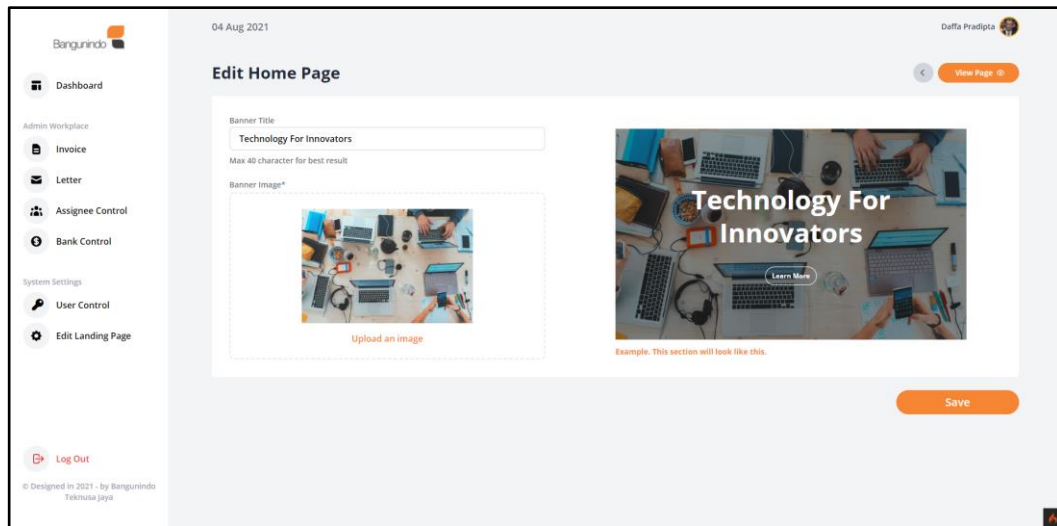 Bangunindo
04 Aug 2021
Daffa Pradipta
Dashboard
Edit Home Page
View Page
Admin Workplace
Invoice
Letter
Assignee Control
Bank Control
System Settings
User Control
Edit Landing Page
Log Out
© Designed in 2021 - by Bangunindo
Teknusa Jaya
Banner Title
Technology For Innovators
Max 40 character for best result
Banner Image*
Upload an image
Technology For
Innovators
Learn More
Example. This section will look like this.
Save